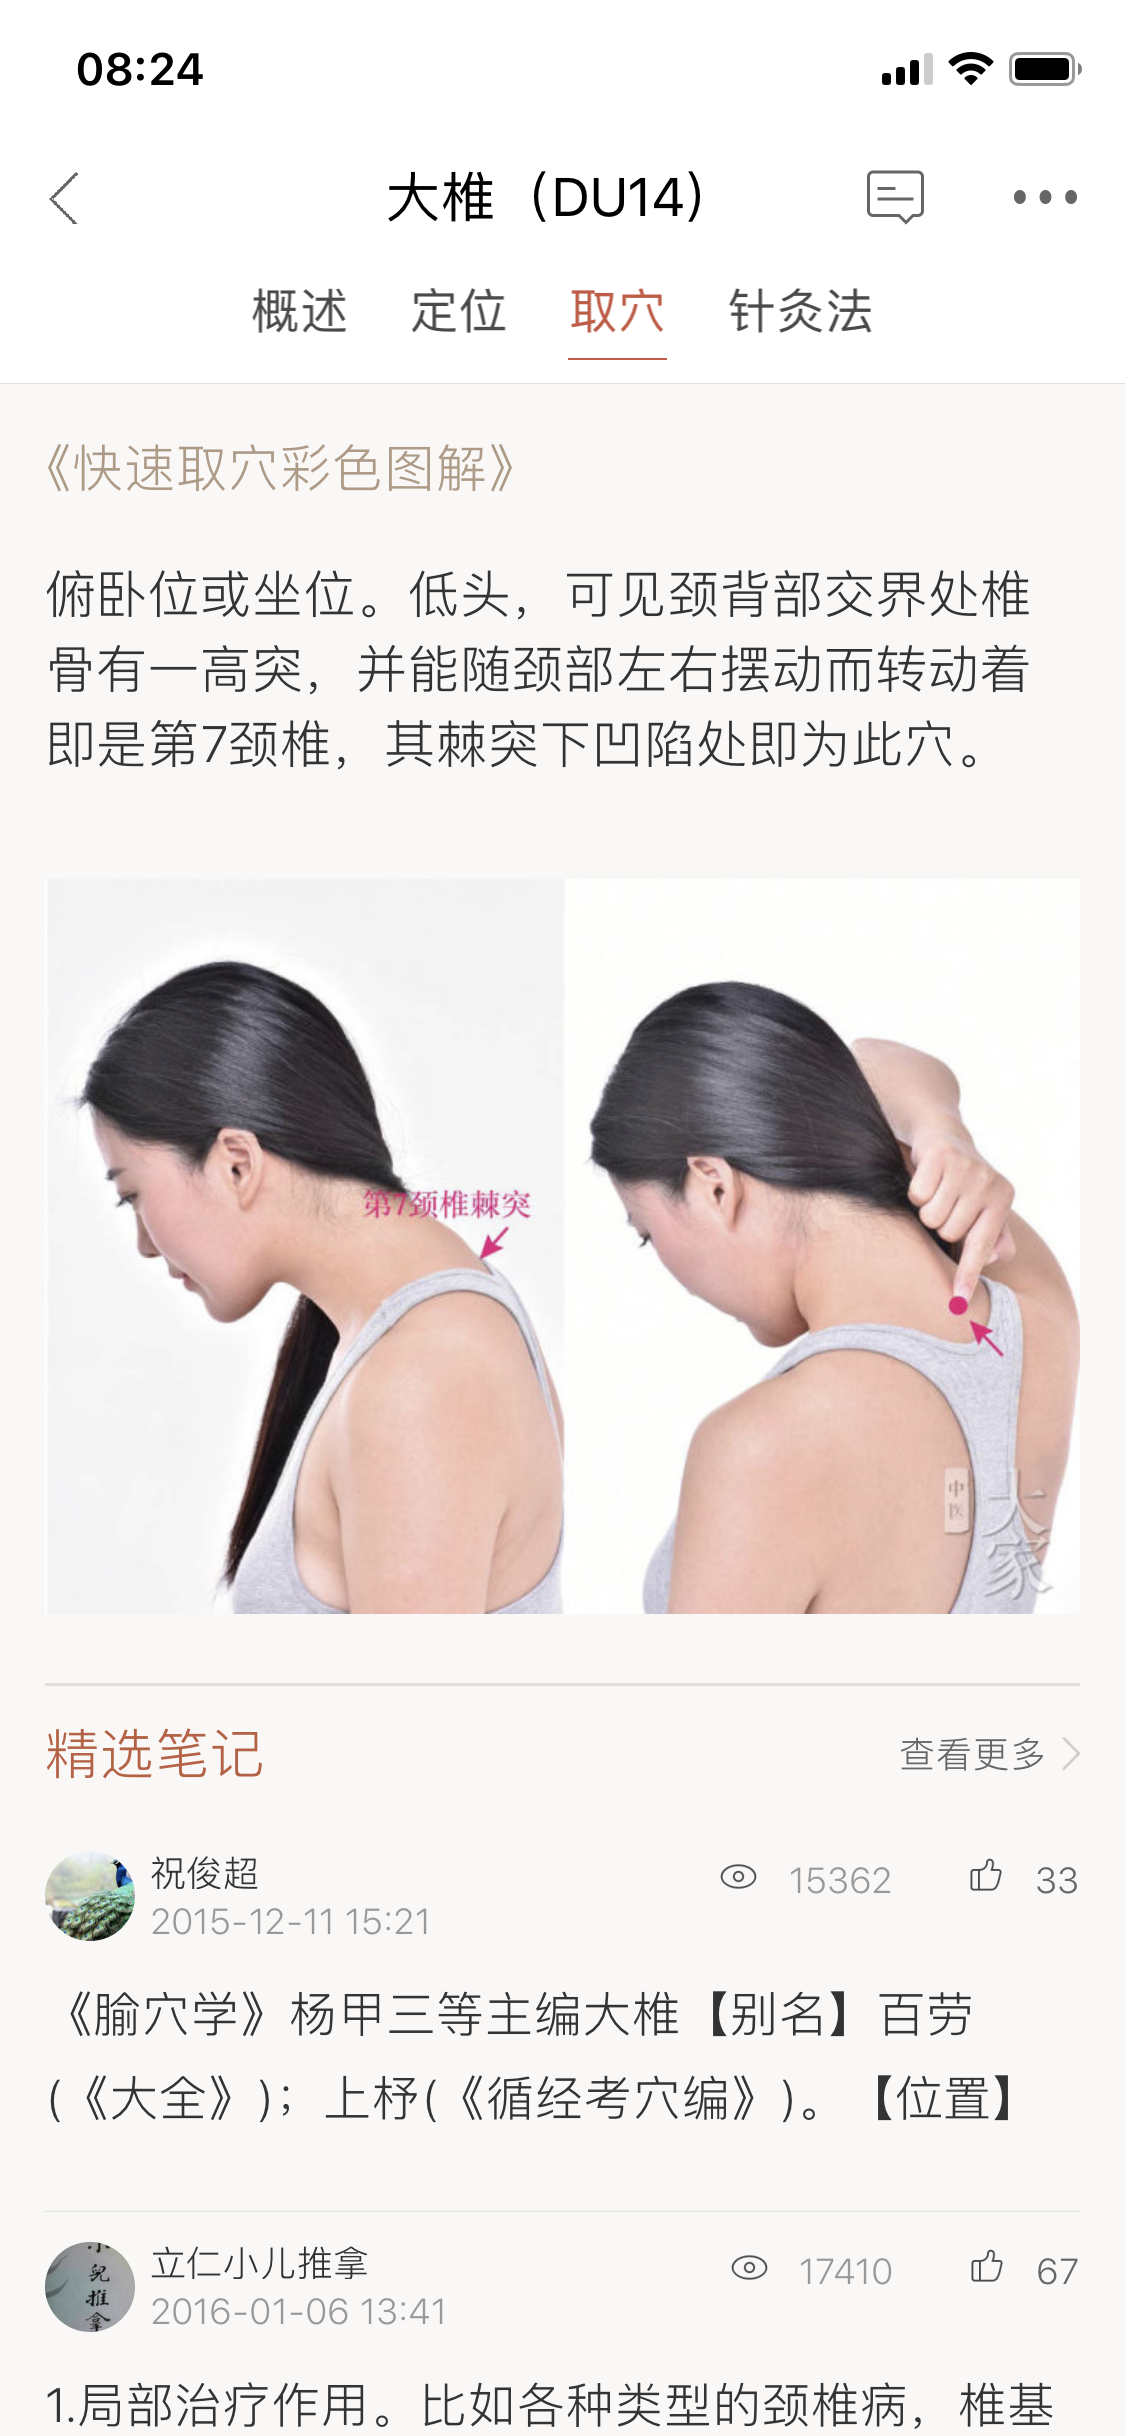 08:24
大椎（DU14）
概述 定位 取穴 针灸法
《快速取穴彩色图解》
俯卧位或坐位。低头，可见颈背部交界处椎
骨有一高突，并能随颈部左右摆动而转动着
即是第7颈椎，其棘突下凹陷处即为此穴。
第7颈椎棘突
中医
大家
精选笔记 查看更多
祝俊超 15362 33
2015-12-11 15:21
《腧穴学》杨甲三等主编大椎【别名】百劳
(《大全》)；上杼(《循经考穴编》)。【位置】
小兒推拿
立仁小儿推拿 17410 67
2016-01-06 13:41
1.局部治疗作用。比如各种类型的颈椎病，椎基